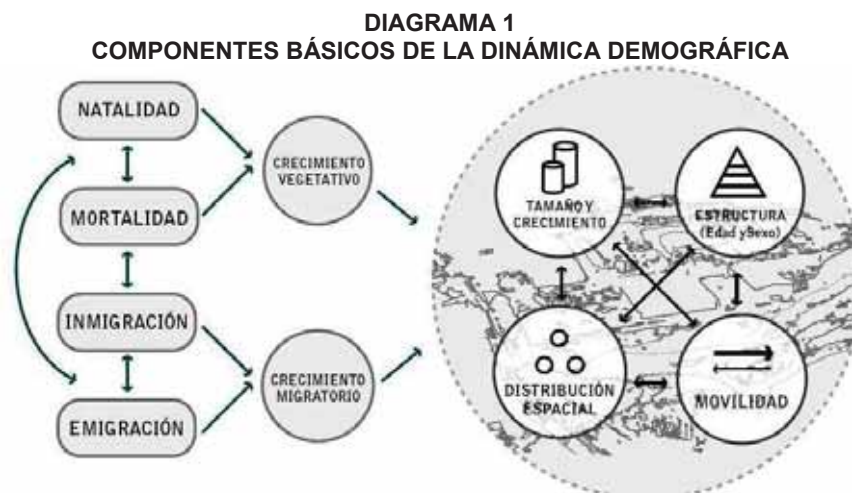 DIAGRAMA 1
COMPONENTES BÁSICOS DE LA DINÁMICA DEMOGRÁFICA
NATALIDAD
MORTALIDAD
INMIGRACIÓN
EMIGRACIÓN
CRECIMIENTO
VEGETATIVO
CRECIMIENTO
MIGRATORIO
TAMAÑO Y
CRECIMIENTO
ESTRUCTURA
(Edad ySexo)
DISTRIBUCIÓN
ESPACIAL
MOVILIDAD